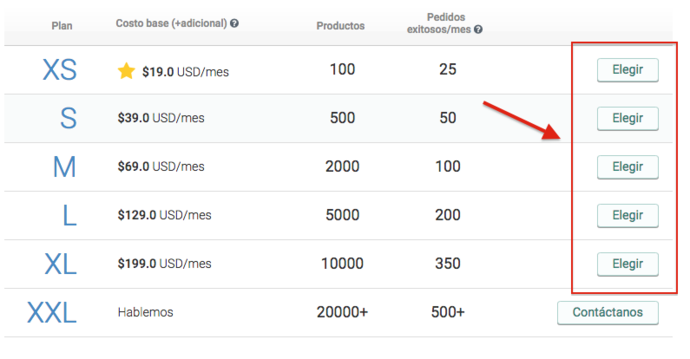 Plan Costo base (+adicional) ? Productos Pedidos
exitosos/mes ?
XS $19.0 USD/mes 100 25 Elegir
S $39.0 USD/mes 500 50 Elegir
M $69.0 USD/mes 2000 100 Elegir
L $129.0 USD/mes 5000 200 Elegir
XL $199.0 USD/mes 10000 350 Elegir
XXL Hablemos 20000+ 500+ Contáctanos